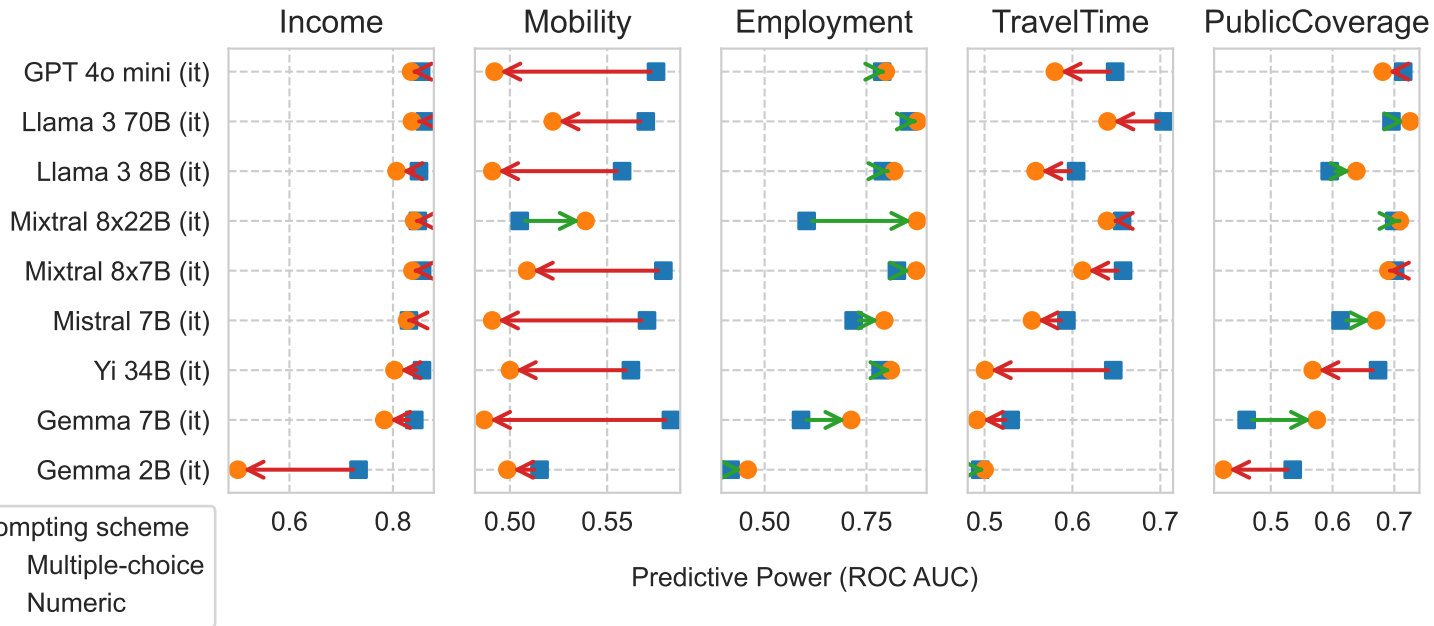 Income Mobility Employment TravelTime PublicCoverage
GPT 4o mini (it)
Llama 3 70B (it)
Llama 3 8B (it)
Mixtral 8x22B (it)
Mixtral 8x7B (it)
Mistral 7B (it)
Yi 34B (it)
Gemma 7B (it)
Gemma 2B (it)
0.6 0.8 0.50 0.55 0.50 0.75 0.5 0.6 0.7 0.5 0.6 0.7
ompting scheme
Multiple-choice
Numeric
Predictive Power (ROC AUC)